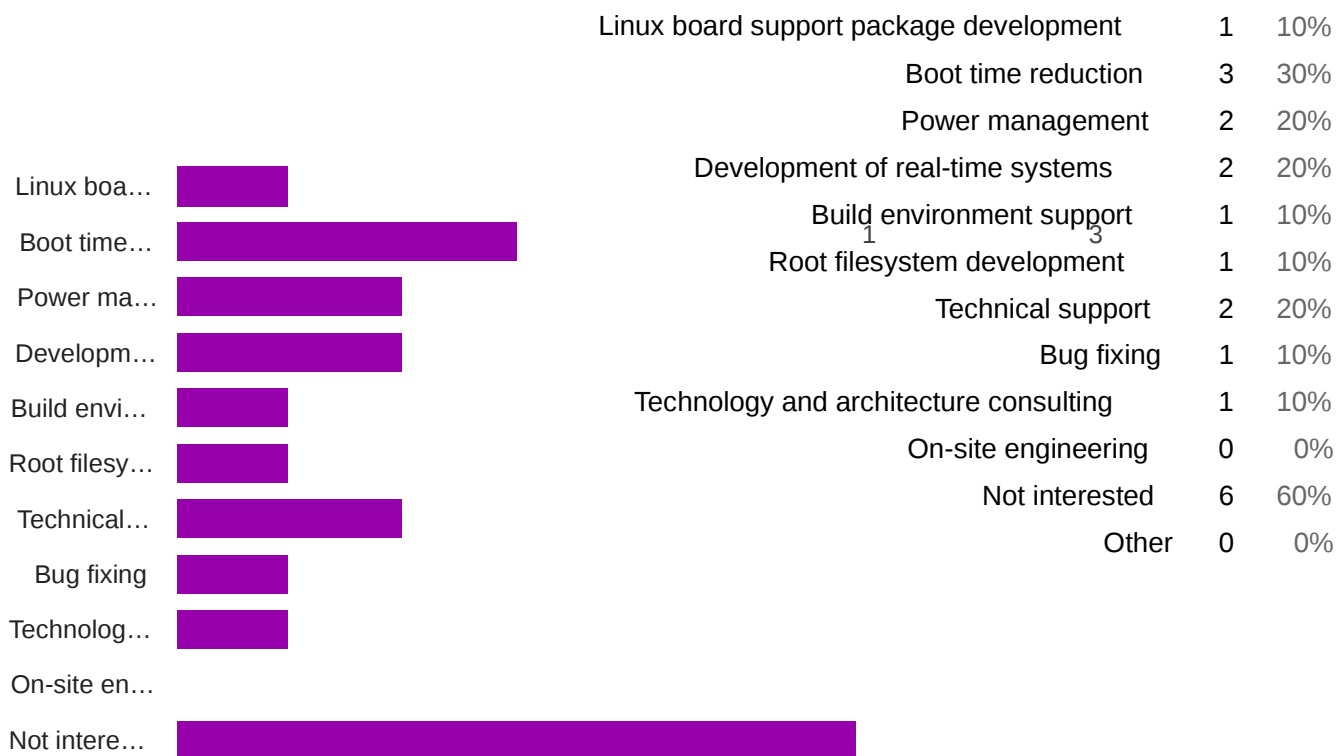 Linux board support package development 1 10%
Boot time reduction 3 30%
Power management 2 20%
Development of real-time systems 2 20%
Build environment support 1 10%
1 3
Root filesystem development 1 10%
Technical support 2 20%
Bug fixing 1 10%
Technology and architecture consulting 1 10%
On-site engineering 0 0%
Not interested 6 60%
Other 0 0%
Linux boa…
Boot time…
Power ma…
Developm…
Build envi…
Root filesy…
Technical…
Bug fixing
Technolog…
On-site en…
Not intere…